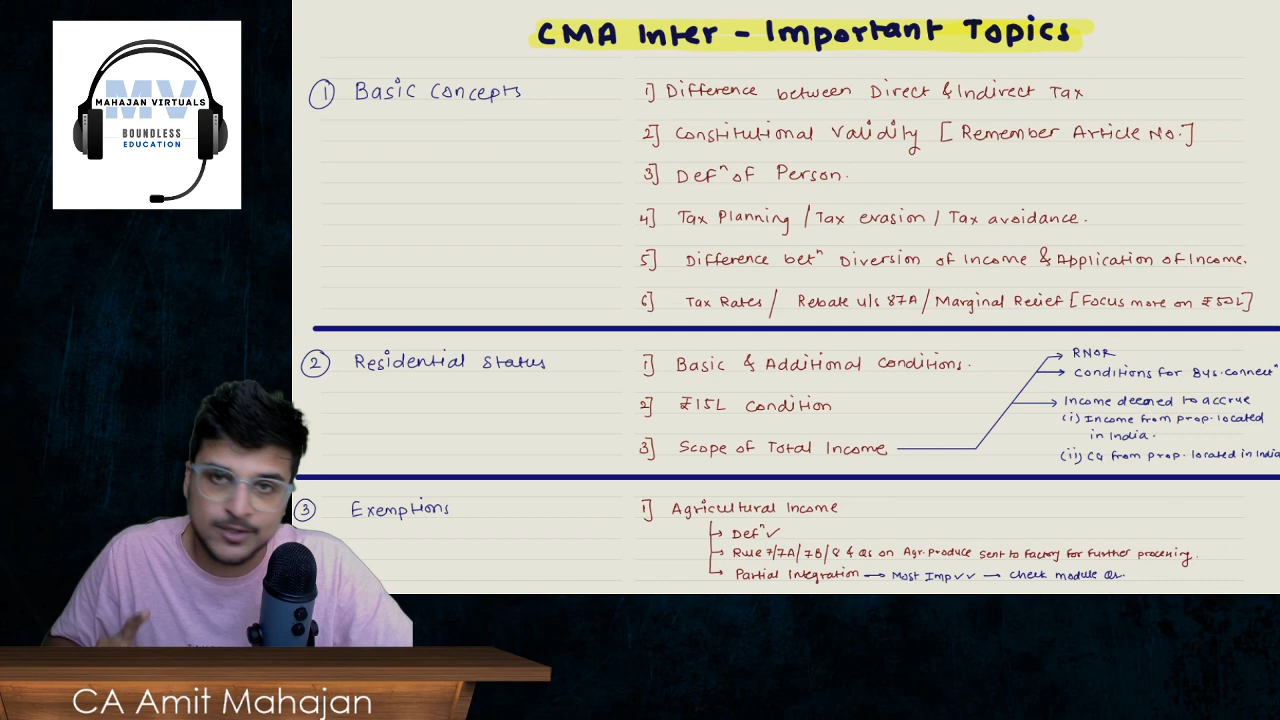 CMA Inter - Important Topics
MV
MAHAJAN VIRTUALS
BOUNDLESS
EDUCATION
1 Basic Concepts
1] Difference between Direct & Indirect Tax
2] Constitutional Validity [Remember Article No.]
3] Defⁿ of Person.
4] Tax Planning / Tax evasion / Tax avoidance.
5] Difference betⁿ Diversion of Income & Application of Income.
6] Tax Rates / Rebate u/s 87A / Marginal Relief [Focus more on ₹50L]
2 Residential Status
1] Basic & Additional Conditions.
2] ₹15L Condition
3] Scope of Total Income
RNOR
Conditions for Bus. connectⁿ
Income deemed to accrue
(i) Income from prop. located
in India.
(ii) CG from prop. located in India
3 Exemptions
1] Agricultural Income
Defⁿ ✓
Rule 7/7A/7B/8 & Qs on Agr. Produce sent to factory for further processing.
Partial Integration → Most Imp ✓✓ → Check module Qs.
CA Amit Mahajan